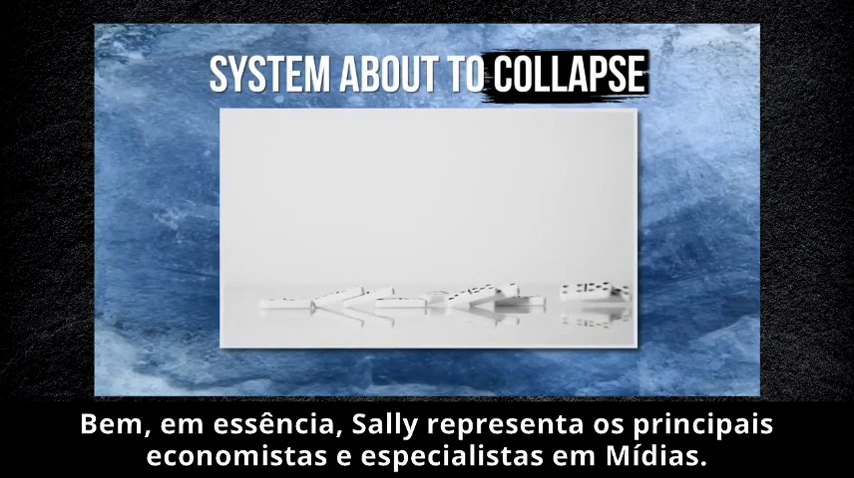 SYSTEM ABOUT TO COLLAPSE
Bem, em essência, Sally representa os principais
economistas e especialistas em Mídias.